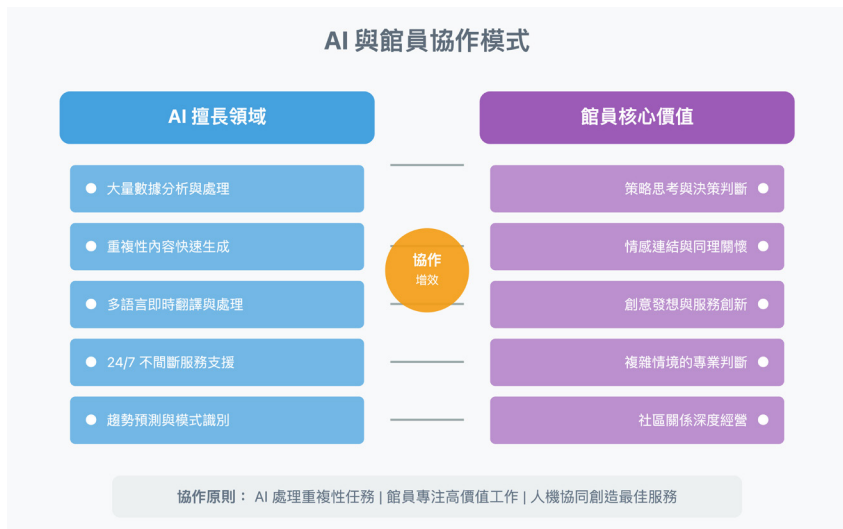 AI 與館員協作模式
AI 擅長領域
大量數據分析與處理
重複性內容快速生成
多語言即時翻譯與處理
24/7 不間斷服務支援
趨勢預測與模式識別
協作
增效
館員核心價值
策略思考與決策判斷
情感連結與同理關懷
創意發想與服務創新
複雜情境的專業判斷
社區關係深度經營
協作原則： AI 處理重複性任務 | 館員專注高價值工作 | 人機協同創造最佳服務